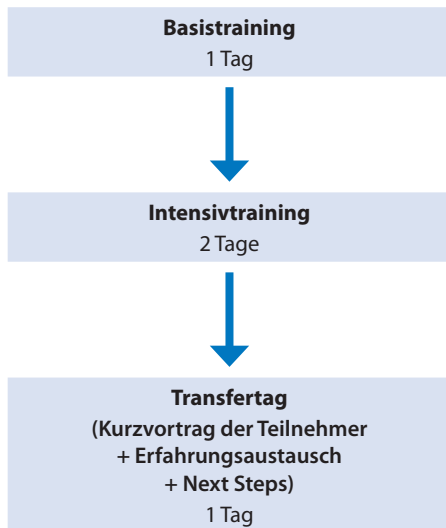 Basistraining
1 Tag
Intensivtraining
2 Tage
Transfertag
(Kurzvortrag der Teilnehmer
+ Erfahrungsaustausch
+ Next Steps)
1 Tag